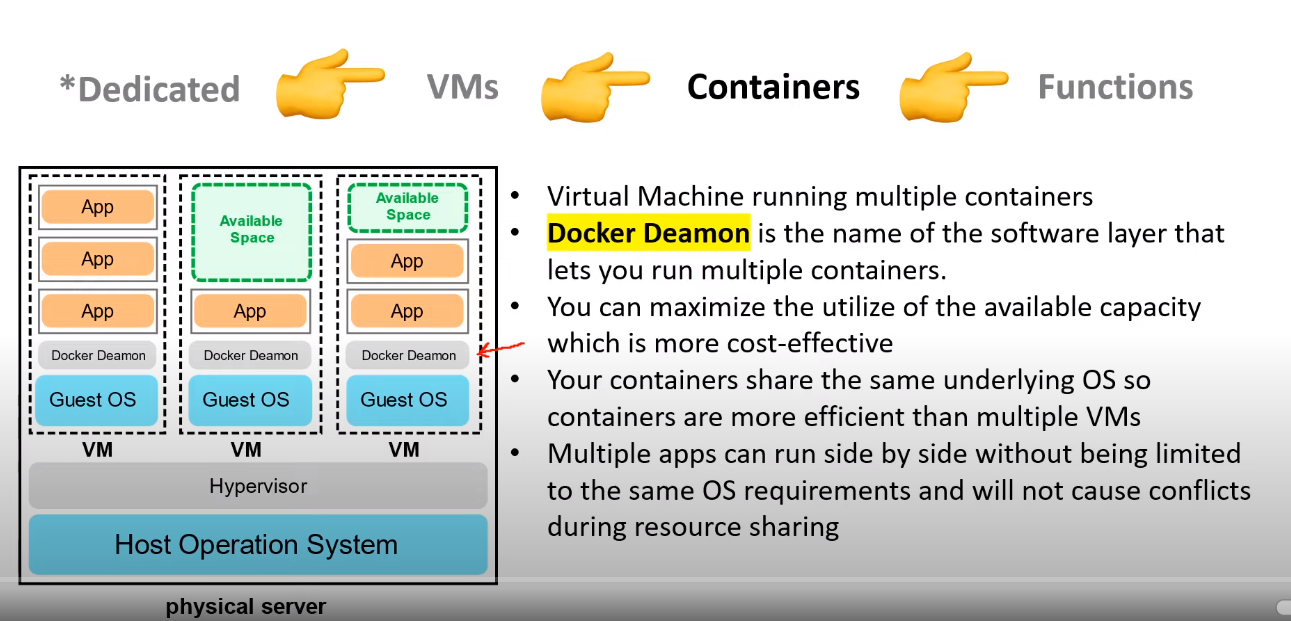 *Dedicated
VMs
Containers
Functions
App
App
App
Docker Deamon
Guest OS
VM
Available
Space
App
Docker Deamon
Guest OS
VM
Available
Space
App
App
Docker Deamon
Guest OS
VM
Hypervisor
Host Operation System
physical server
• Virtual Machine running multiple containers
• Docker Deamon is the name of the software layer that
lets you run multiple containers.
• You can maximize the utilize of the available capacity
which is more cost-effective
• Your containers share the same underlying OS so
containers are more efficient than multiple VMs
• Multiple apps can run side by side without being limited
to the same OS requirements and will not cause conflicts
during resource sharing